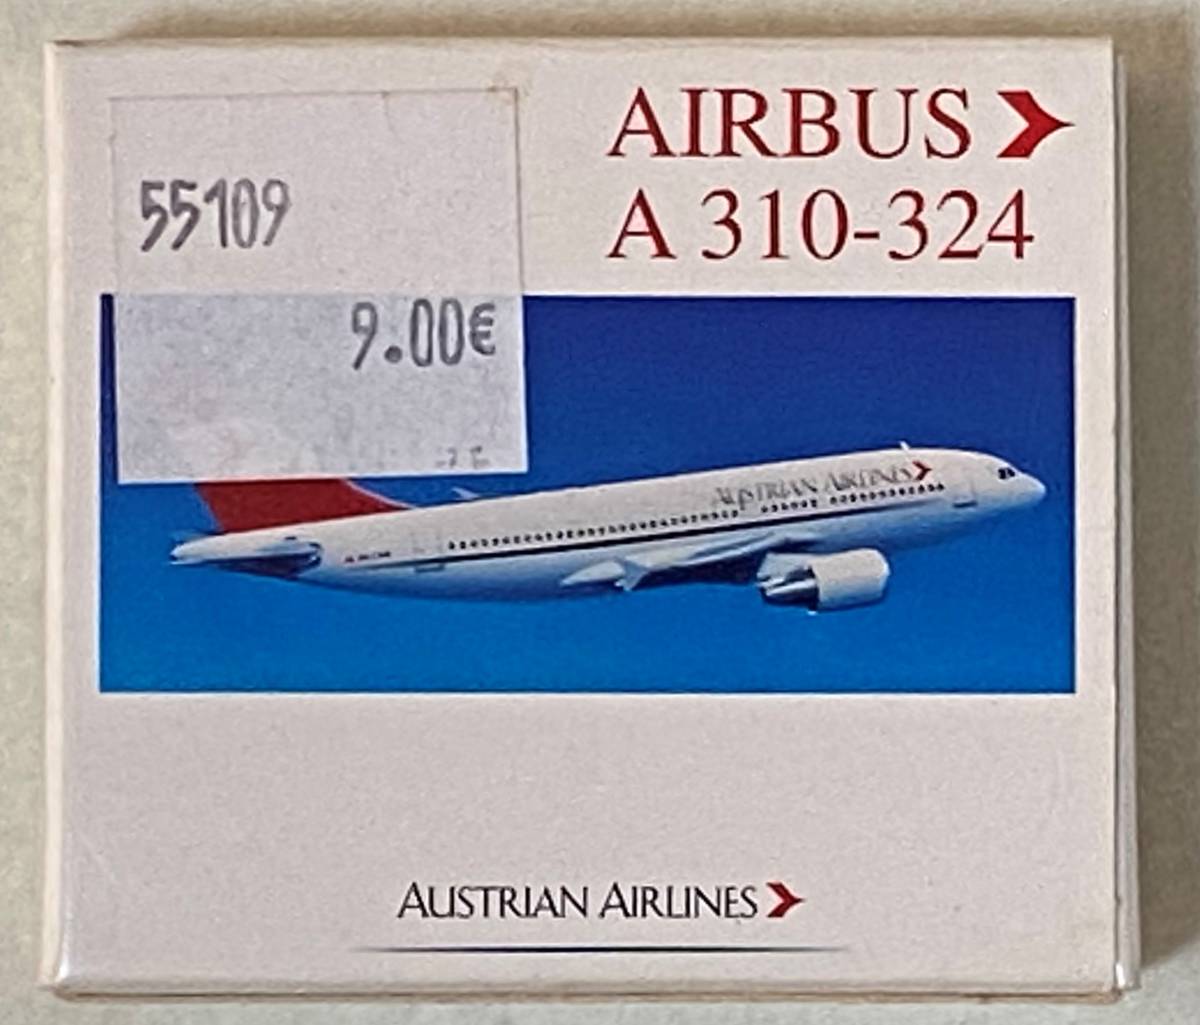 AIRBUS
A 310-324
55109
9.00€
AUSTRIAN AIRLINES
AUSTRIAN AIRLINES